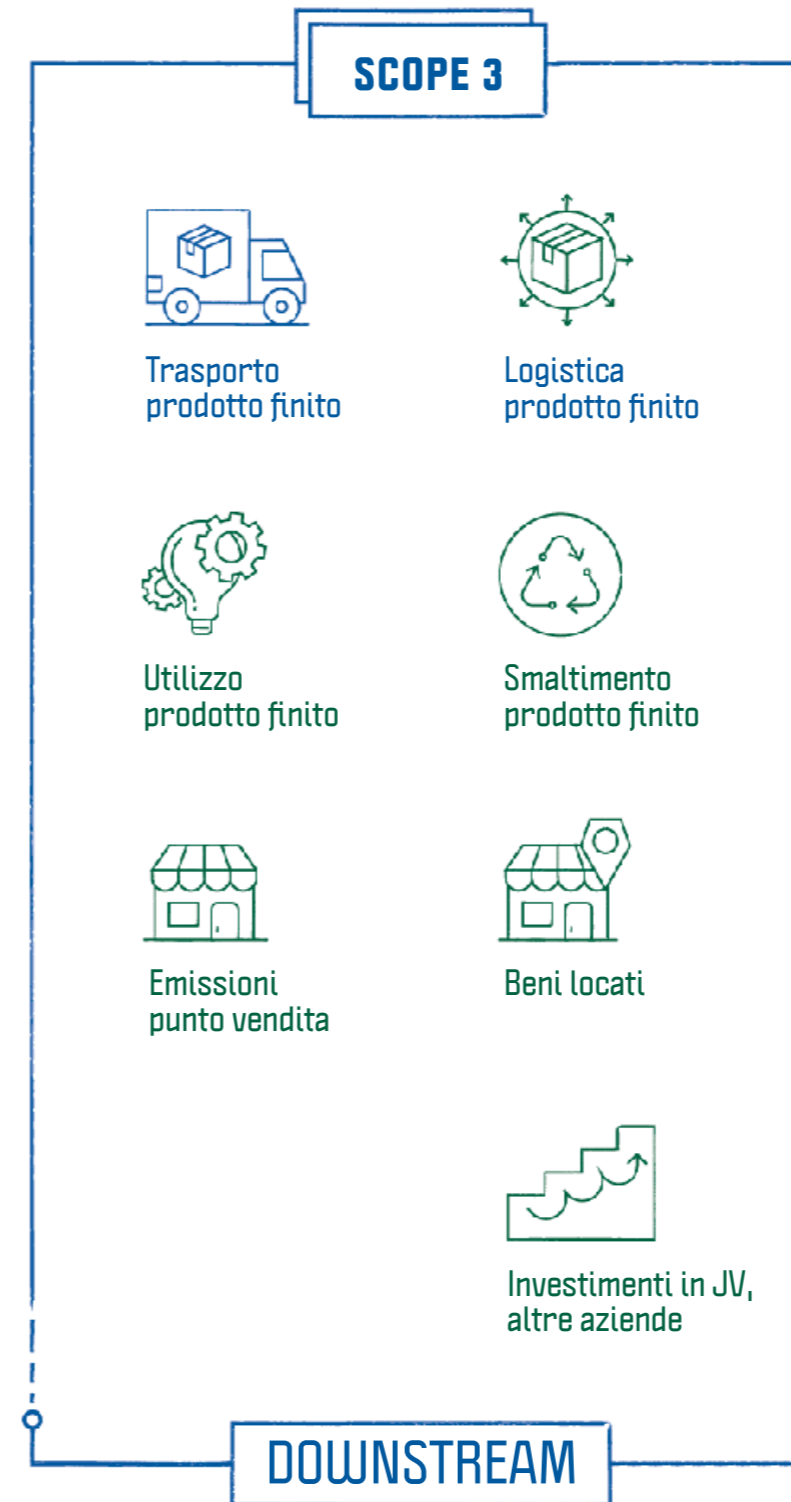 SCOPE 3
Trasporto
prodotto finito
Logistica
prodotto finito
Utilizzo
prodotto finito
Smaltimento
prodotto finito
Emissioni
punto vendita
Beni locati
Investimenti in JV,
altre aziende
DOWNSTREAM